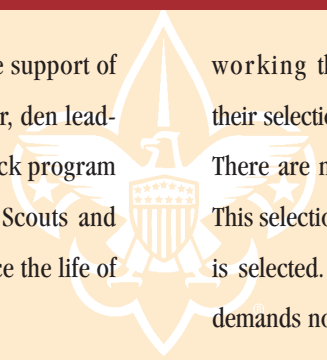 e support of
r, den lead-
ck program
Scouts and
ce the life of
working th
their selectio
There are n
This selectio
is selected.
demands no